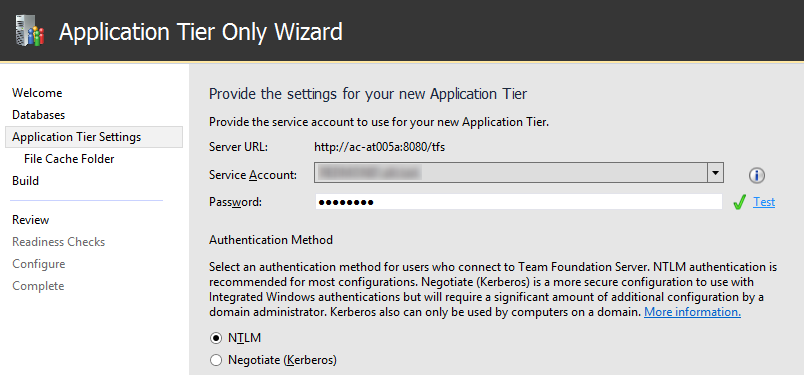 Application Tier Only Wizard
Welcome
Databases
Application Tier Settings
File Cache Folder
Build
Review
Readiness Checks
Configure
Complete
Provide the settings for your new Application Tier
Provide the service account to use for your new Application Tier.
Server URL: http://ac-at005a:8080/tfs
Service Account:
Password: ●●●●●●●● Test
Authentication Method
Select an authentication method for users who connect to Team Foundation Server. NTLM authentication is
recommended for most configurations. Negotiate (Kerberos) is a more secure configuration to use with
Integrated Windows authentications but will require a significant amount of additional configuration by a
domain administrator. Kerberos also can only be used by computers on a domain. More information.
NTLM
Negotiate (Kerberos)